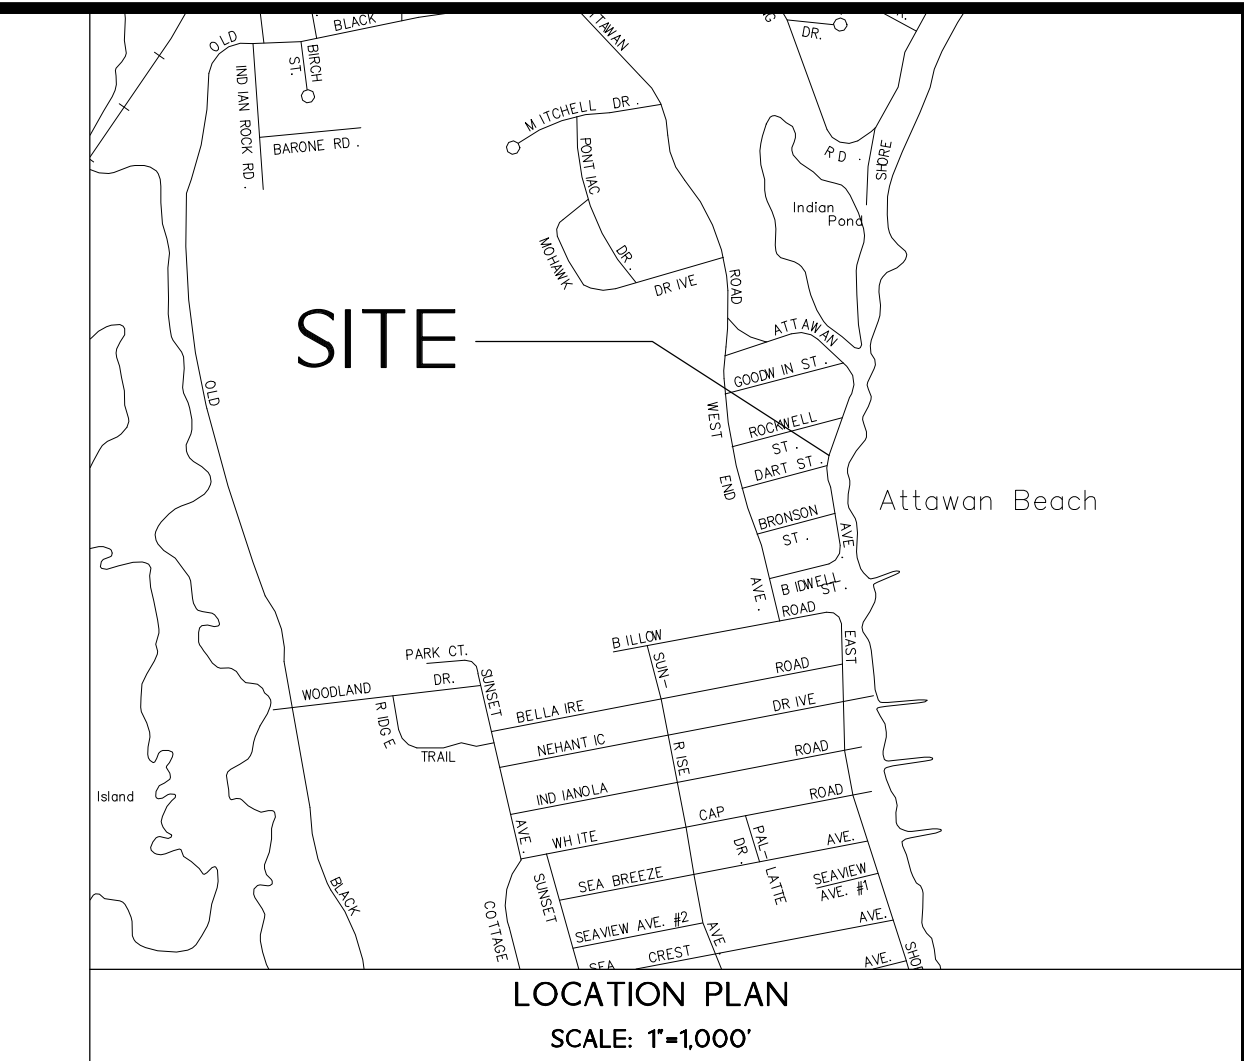 OLD
BLACK
TTAWAN
DR.
BIRCH
ST.
INDIAN ROCK RD.
BARONE RD.
MITCHELL DR.
PONTIAC
DR.
MOHAWK
DRIVE
RD.
SHORE
Indian
Pond
ROAD
SITE
ATTAWAN
GOODWIN ST.
OLD
WEST
ROCKWELL
ST.
DART ST.
END
BRONSON
ST.
Attawan Beach
AVE.
AVE.
BIDWELL
ST.
ROAD
BILLOW
EAST
PARK CT.
DR.
WOODLAND
SUNSET
SUN-
ROAD
RIDGE
TRAIL
BELLAIRE
DRIVE
NEHANTIC
RISE
ROAD
Island
INDIANOLA
ROAD
CAP
WHITE
AVE.
PAL-
LATTE
DR.
AVE.
SEA BREEZE
SEAVIEW
AVE. #1
BLACK
SUNSET
COTTAGE
SEAVIEW AVE. #2
AVE.
AVE.
CREST
SEA
AVE.
SHOR
LOCATION PLAN
SCALE: 1"=1,000'